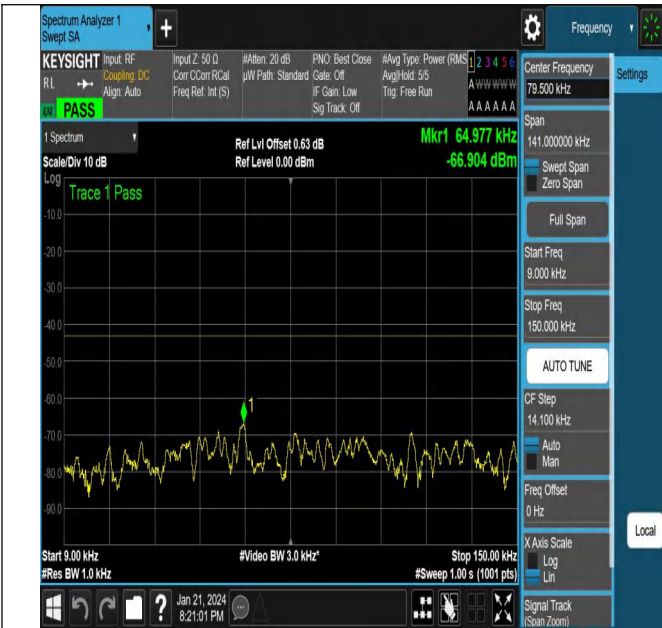 Spectrum Analyzer 1
Swept SA
Frequency
KEYSIGHT
RL
PASS
Input: RF
Coupling: DC
Align: Auto
Input Z: 50 Ω
Corr CCorr RCal
Freq Ref: Int (S)
#Atten: 20 dB
µW Path: Standard
PNO: Best Close
Gate: Off
IF Gain: Low
Sig Track: Off
#Avg Type: Power (RMS
Avg|Hold: 5/5
Trig: Free Run
1 2 3 4 5 6
A W W W W W
A A A A A A
1 Spectrum
Scale/Div 10 dB
Ref Lvl Offset 0.63 dB
Ref Level 0.00 dBm
Mkr1 64.977 kHz
-66.904 dBm
Log
Trace 1 Pass
-10.0
-20.0
-30.0
-40.0
-50.0
-60.0
-70.0
-80.0
-90.0
1
Start 9.00 kHz
#Res BW 1.0 kHz
#Video BW 3.0 kHz*
Stop 150.00 kHz
#Sweep 1.00 s (1001 pts)
Jan 21, 2024
8:21:01 PM
Center Frequency
79.500 kHz
Settings
Span
141.000000 kHz
Swept Span
Zero Span
Full Span
Start Freq
9.000 kHz
Stop Freq
150.000 kHz
AUTO TUNE
CF Step
14.100 kHz
Auto
Man
Freq Offset
0 Hz
Local
X Axis Scale
Log
Lin
Signal Track
(Span Zoom)